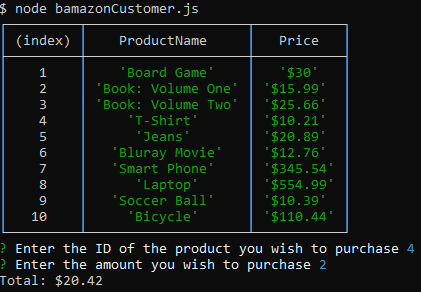 $ node bamazonCustomer.js
(index) ProductName Price
1 'Board Game' '$30'
2 'Book: Volume One' '$15.99'
3 'Book: Volume Two' '$25.66'
4 'T-Shirt' '$10.21'
5 'Jeans' '$20.89'
6 'Bluray Movie' '$12.76'
7 'Smart Phone' '$345.54'
8 'Laptop' '$554.99'
9 'Soccer Ball' '$10.39'
10 'Bicycle' '$110.44'
? Enter the ID of the product you wish to purchase 4
? Enter the amount you wish to purchase 2
Total: $20.42